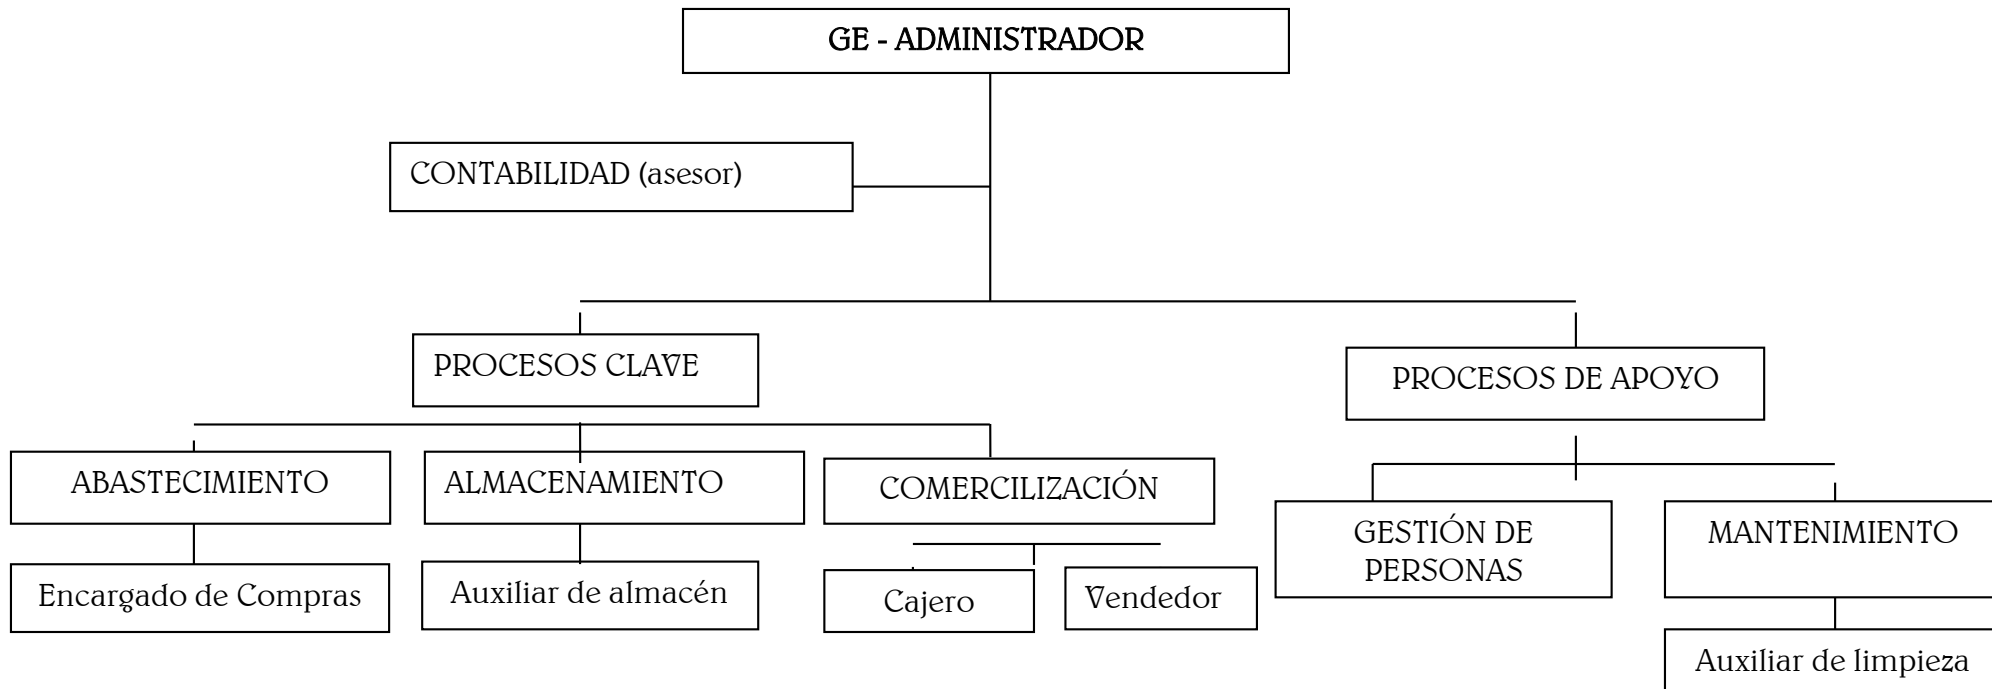 GE - ADMINISTRADOR
CONTABILIDAD (asesor)
PROCESOS CLAVE
PROCESOS DE APOYO
ABASTECIMIENTO
ALMACENAMIENTO
COMERCILIZACIÓN
GESTIÓN DE
PERSONAS
MANTENIMIENTO
Encargado de Compras
Auxiliar de almacén
Cajero
Vendedor
Auxiliar de limpieza